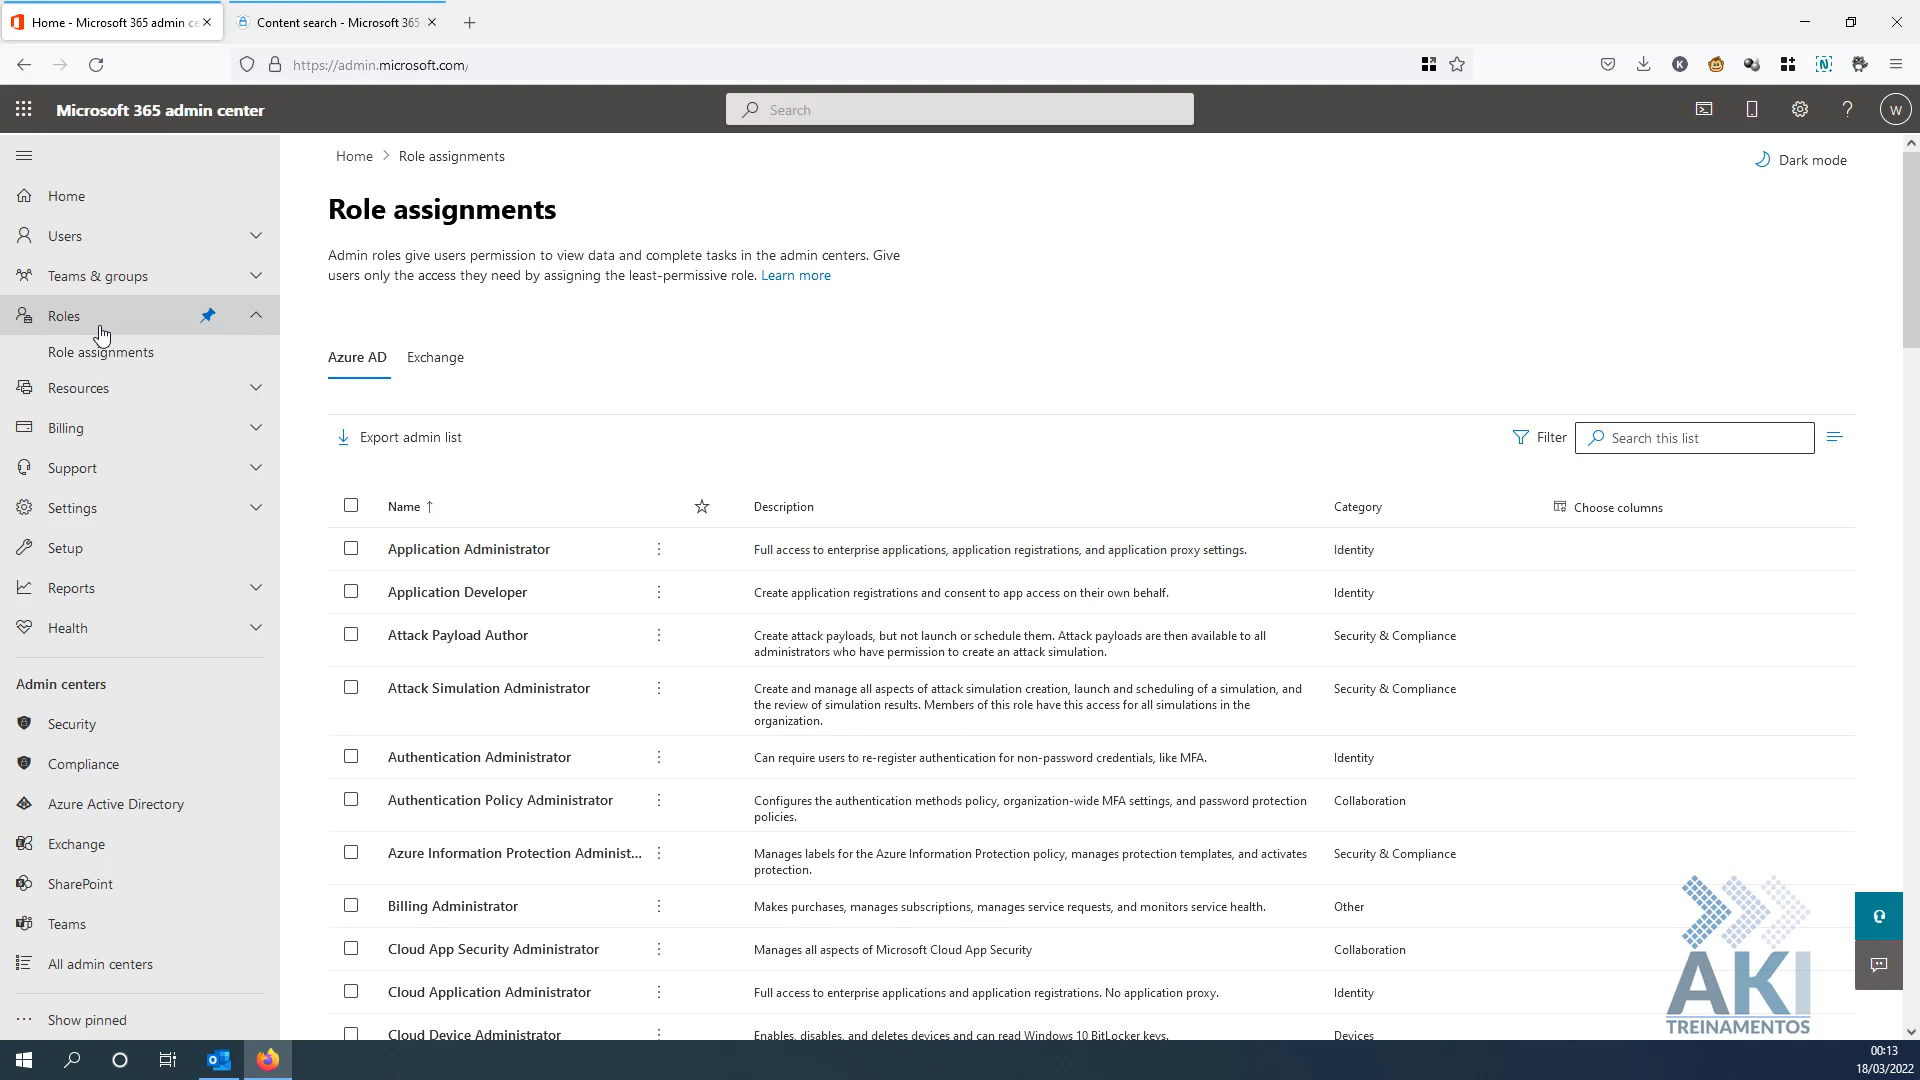 Home - Microsoft 365 admin ce
Content search - Microsoft 365
https://admin.microsoft.com/
Microsoft 365 admin center
Search
W
Home > Role assignments
Dark mode
Home
Users
Teams & groups
Roles
Role assignments
Resources
Billing
Support
Settings
Setup
Reports
Health
Admin centers
Security
Compliance
Azure Active Directory
Exchange
SharePoint
Teams
All admin centers
Show pinned
Role assignments
Admin roles give users permission to view data and complete tasks in the admin centers. Give
users only the access they need by assigning the least-permissive role. Learn more
Azure AD Exchange
Export admin list
Filter
Search this list
Name ↑ Description Category Choose columns
Application Administrator Full access to enterprise applications, application registrations, and application proxy settings. Identity
Application Developer Create application registrations and consent to app access on their own behalf. Identity
Attack Payload Author Create attack payloads, but not launch or schedule them. Attack payloads are then available to all Security & Compliance
administrators who have permission to create an attack simulation.
Attack Simulation Administrator Create and manage all aspects of attack simulation creation, launch and scheduling of a simulation, and Security & Compliance
the review of simulation results. Members of this role have this access for all simulations in the
organization.
Authentication Administrator Can require users to re-register authentication for non-password credentials, like MFA. Identity
Authentication Policy Administrator Configures the authentication methods policy, organization-wide MFA settings, and password protection Collaboration
policies.
Azure Information Protection Administ... Manages labels for the Azure Information Protection policy, manages protection templates, and activates Security & Compliance
protection.
Billing Administrator Makes purchases, manages subscriptions, manages service requests, and monitors service health. Other
Cloud App Security Administrator Manages all aspects of Microsoft Cloud App Security Collaboration
Cloud Application Administrator Full access to enterprise applications and application registrations. No application proxy. Identity
Cloud Device Administrator Enables, disables, and deletes devices and can read Windows 10 BitLocker keys. Devices
AKI
TREINAMENTOS
00:13
18/03/2022